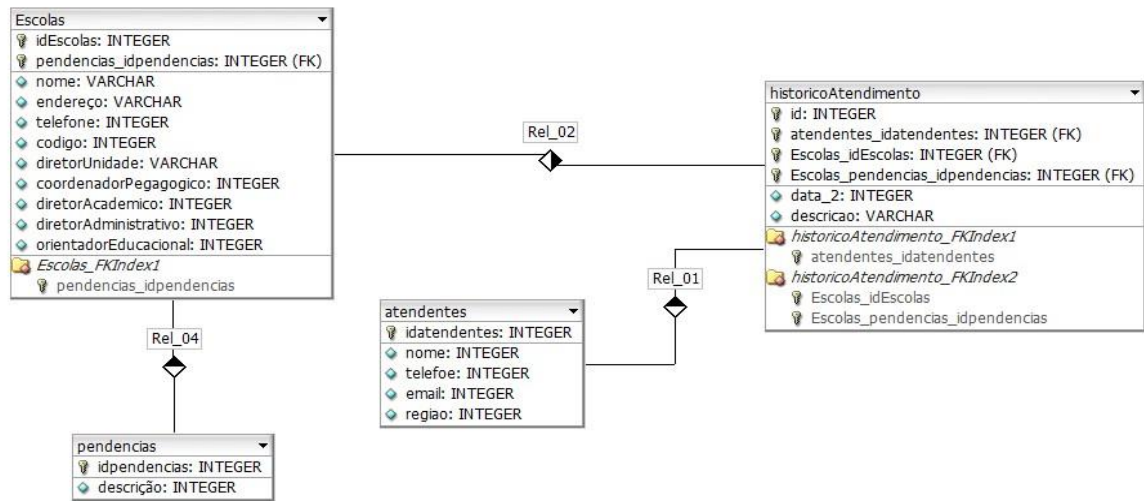 Escolas
idEscolas: INTEGER
pendencias_idpendencias: INTEGER (FK)
nome: VARCHAR
endereço: VARCHAR
telefone: INTEGER
codigo: INTEGER
diretorUnidade: VARCHAR
coordenadorPegagogico: INTEGER
diretorAcademico: INTEGER
diretorAdministrativo: INTEGER
orientadorEducacional: INTEGER
Escolas_FKIndex1
pendencias_idpendencias
Rel_02
historicoAtendimento
id: INTEGER
atendentes_idatendentes: INTEGER (FK)
Escolas_idEscolas: INTEGER (FK)
Escolas_pendencias_idpendencias: INTEGER (FK)
data_2: INTEGER
descricao: VARCHAR
historicoAtendimento_FKIndex1
atendentes_idatendentes
historicoAtendimento_FKIndex2
Escolas_idEscolas
Escolas_pendencias_idpendencias
Rel_01
atendentes
idatendentes: INTEGER
nome: INTEGER
telefoe: INTEGER
email: INTEGER
regiao: INTEGER
Rel_04
pendencias
idpendencias: INTEGER
descrição: INTEGER